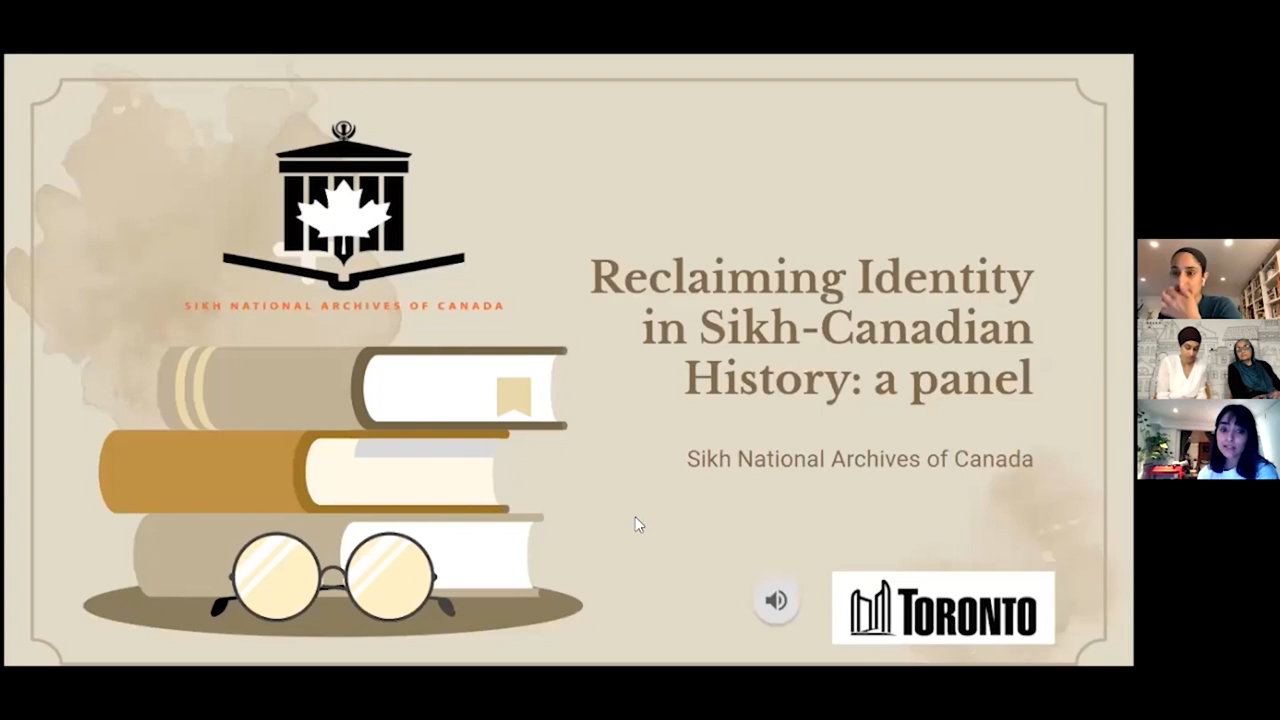 SIKH NATIONAL ARCHIVES OF CANADA
Reclaiming Identity
in Sikh-Canadian
History: a panel
Sikh National Archives of Canada
TORONTO